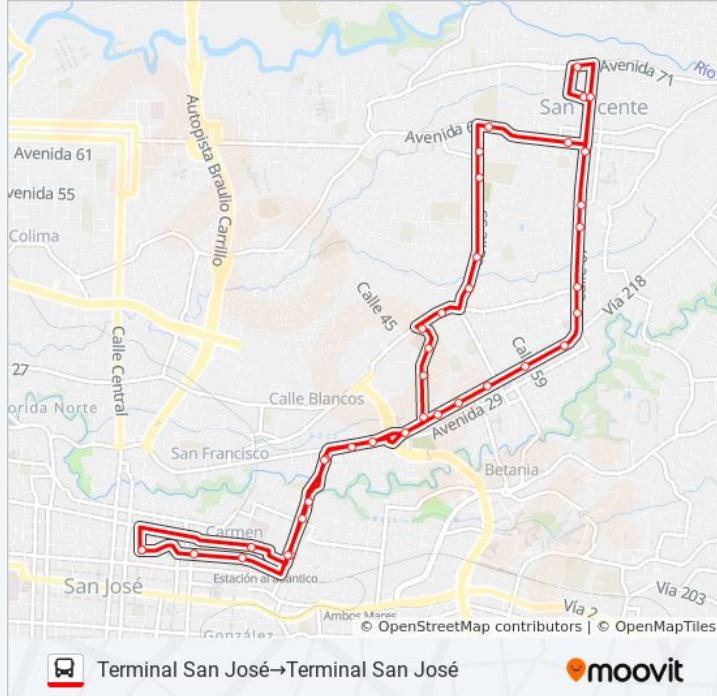 Avenida 71
Río
San Vicente
Avenida 6
Avenida 61
Avenida 55
Autopista Braulio Carrillo
Colima
Calle 45
Vía 218
Calle Central
Calle 59
27
Calle Blancos
Florida Norte
Avenida 29
San Francisco
Betania
Carmen
San José
Estación al Atlántico
Vía 203
Vía 2
Ambos Mares
González
© OpenStreetMap contributors | © OpenMapTiles
Terminal San José→Terminal San José
moovit